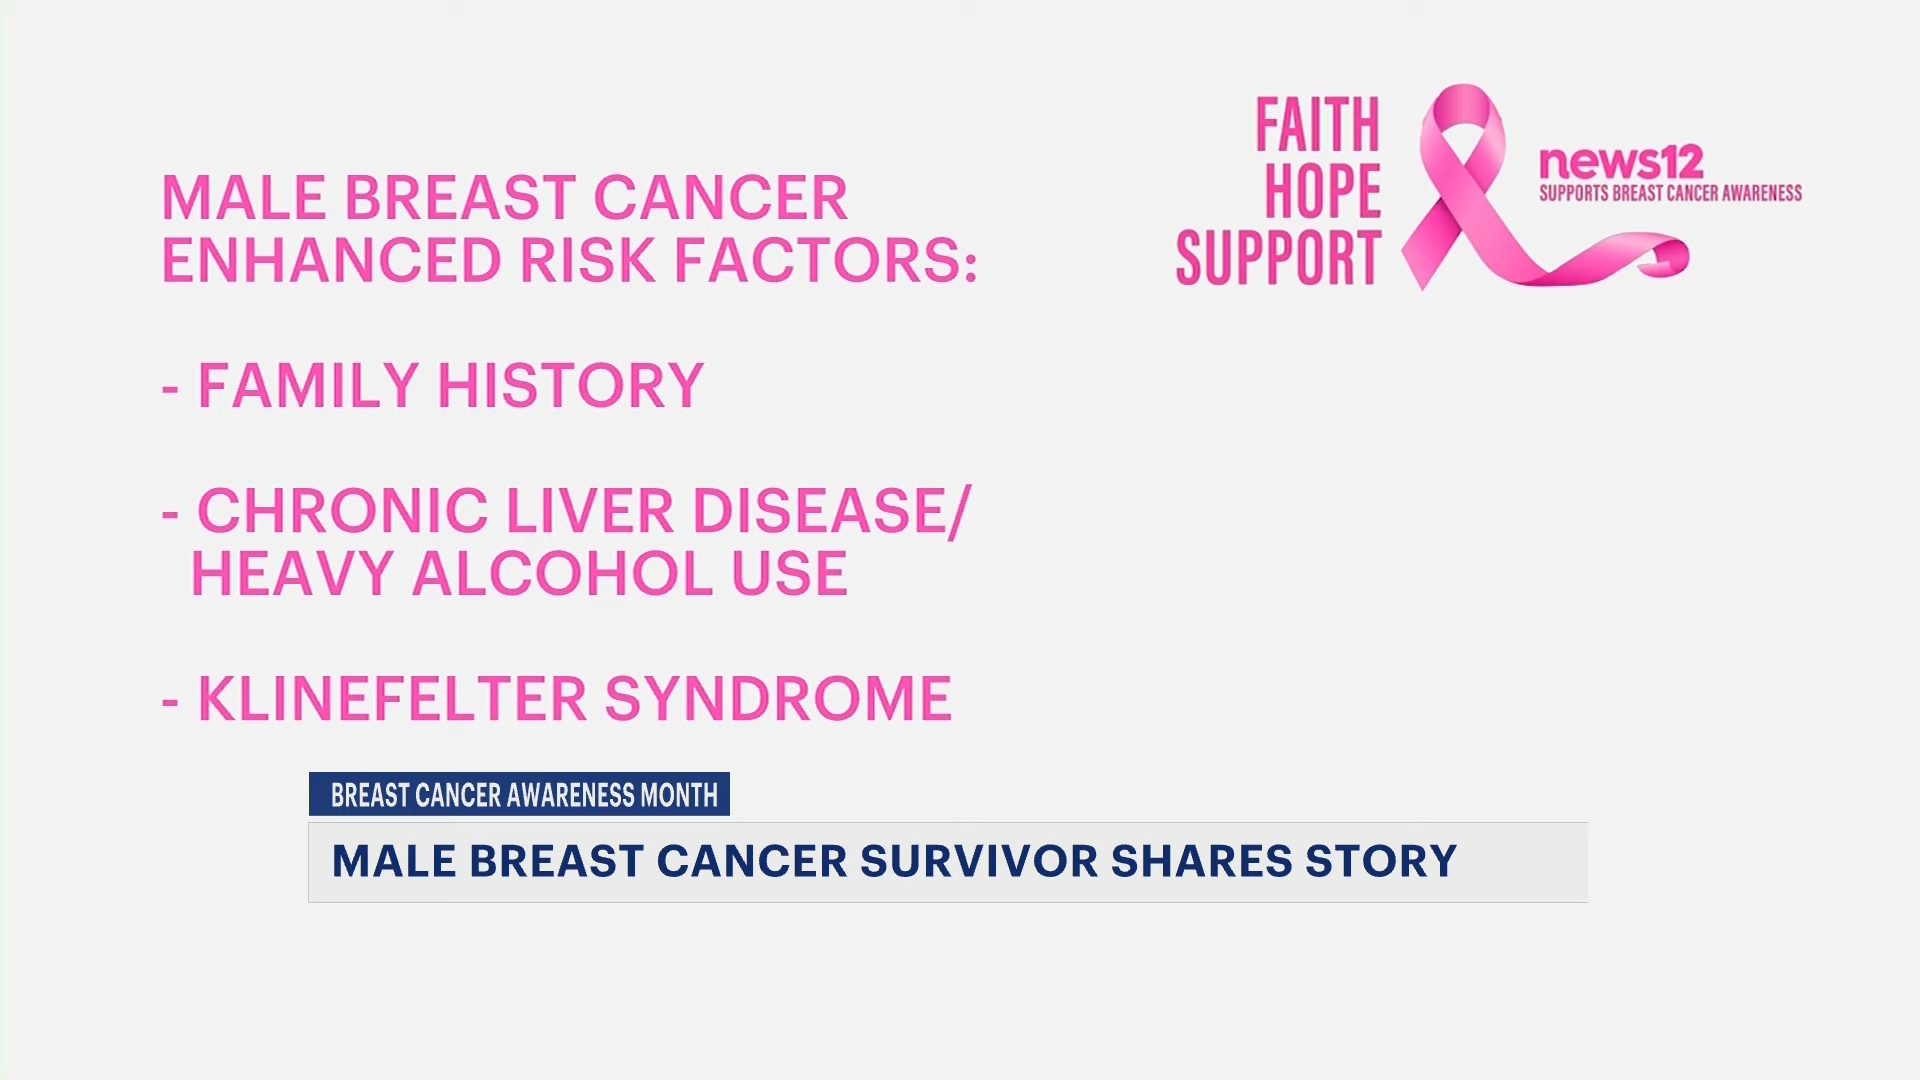 MALE BREAST CANCER
ENHANCED RISK FACTORS:
- FAMILY HISTORY
- CHRONIC LIVER DISEASE/
HEAVY ALCOHOL USE
- KLINEFELTER SYNDROME
FAITH
HOPE
SUPPORT
news12
SUPPORTS BREAST CANCER AWARENESS
BREAST CANCER AWARENESS MONTH
MALE BREAST CANCER SURVIVOR SHARES STORY